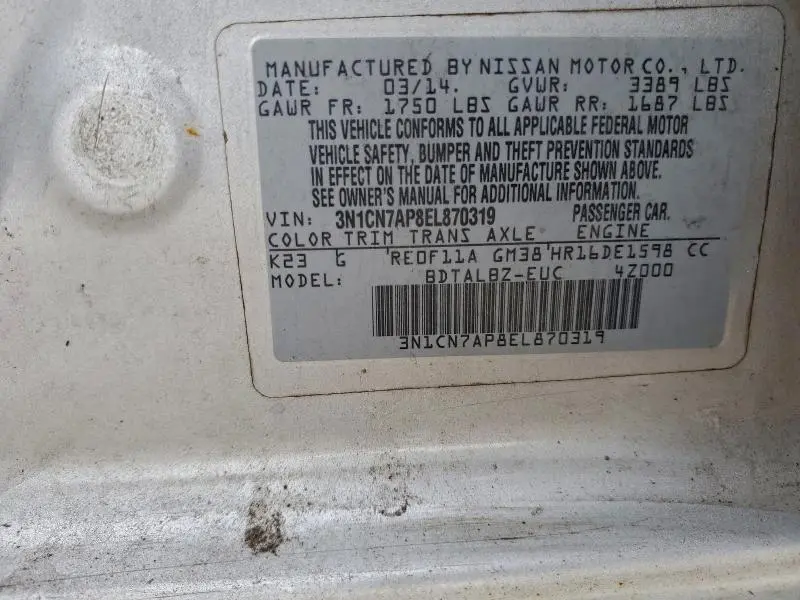 MANUFACTURED BY NISSAN MOTOR CO., LTD.
DATE: 03/14. GVWR: 3389 LBS
GAWR FR: 1750 LBS GAWR RR: 1687 LBS
THIS VEHICLE CONFORMS TO ALL APPLICABLE FEDERAL MOTOR
VEHICLE SAFETY, BUMPER AND THEFT PREVENTION STANDARDS
IN EFFECT ON THE DATE OF MANUFACTURE SHOWN ABOVE.
SEE OWNER'S MANUAL FOR ADDITIONAL INFORMATION.
VIN: 3N1CN7AP8EL870319 PASSENGER CAR.
COLOR TRIM TRANS AXLE ENGINE
K23 G 'RE0F11A GM38'HR16DE1598 CC
MODEL: BDTALBZ-EUC 4Z000
3N1CN7AP8EL870319